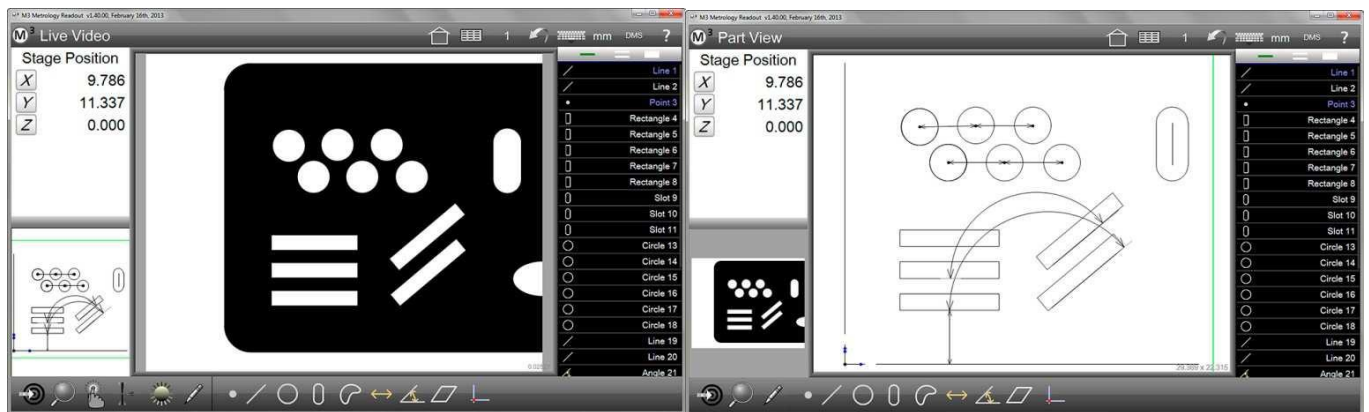 M3 Metrology Readout v1.40.00, February 16th, 2013
M3 Live Video
1
mm
DMS
?
Stage Position
X 9.786
Y 11.337
Z 0.000
Line 1
Line 2
Point 3
Rectangle 4
Rectangle 5
Rectangle 6
Rectangle 7
Rectangle 8
Slot 9
Slot 10
Slot 11
Circle 13
Circle 14
Circle 15
Circle 16
Circle 17
Circle 18
Line 19
Line 20
Angle 21
M3 Metrology Readout v1.40.00, February 16th, 2013
M3 Part View
1
mm
DMS
?
Stage Position
X 9.786
Y 11.337
Z 0.000
Line 1
Line 2
Point 3
Rectangle 4
Rectangle 5
Rectangle 6
Rectangle 7
Rectangle 8
Slot 9
Slot 10
Slot 11
Circle 13
Circle 14
Circle 15
Circle 16
Circle 17
Circle 18
Line 19
Line 20
Angle 21